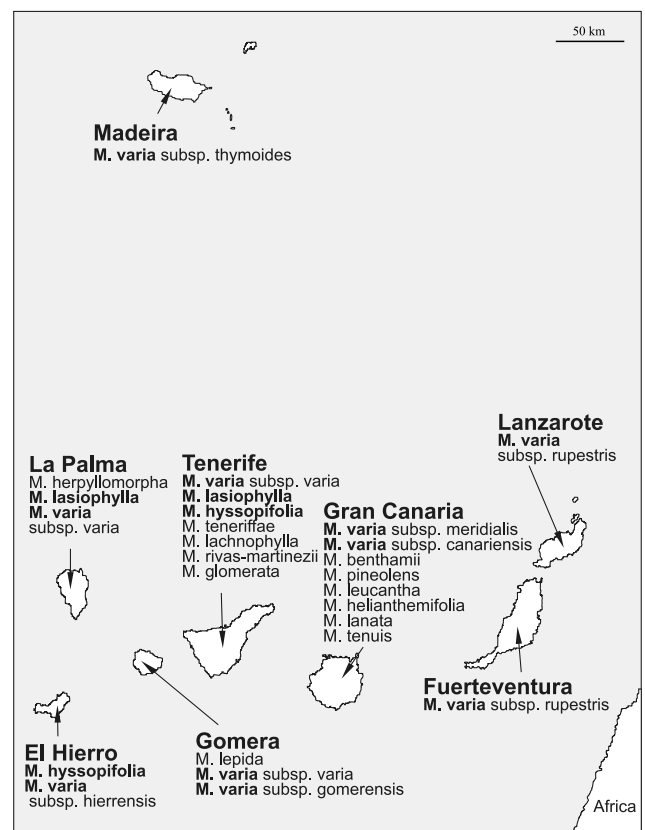 50 km
Madeira
M. varia subsp. thymoides
Lanzarote
M. varia
subsp. rupestris
La Palma
M. herpyllomorpha
M. lasiophylla
M. varia
subsp. varia
Tenerife
M. varia subsp. varia
M. lasiophylla
M. hyssopifolia
M. teneriffae
M. lachnophylla
M. rivas-martinezii
M. glomerata
Gran Canaria
M. varia subsp. meridialis
M. varia subsp. canariensis
M. benthamii
M. pineolens
M. leucantha
M. helianthemifolia
M. lanata
M. tenuis
Fuerteventura
M. varia subsp. rupestris
El Hierro
M. hyssopifolia
M. varia
subsp. hierrensis
Gomera
M. lepida
M. varia subsp. varia
M. varia subsp. gomerensis
Africa